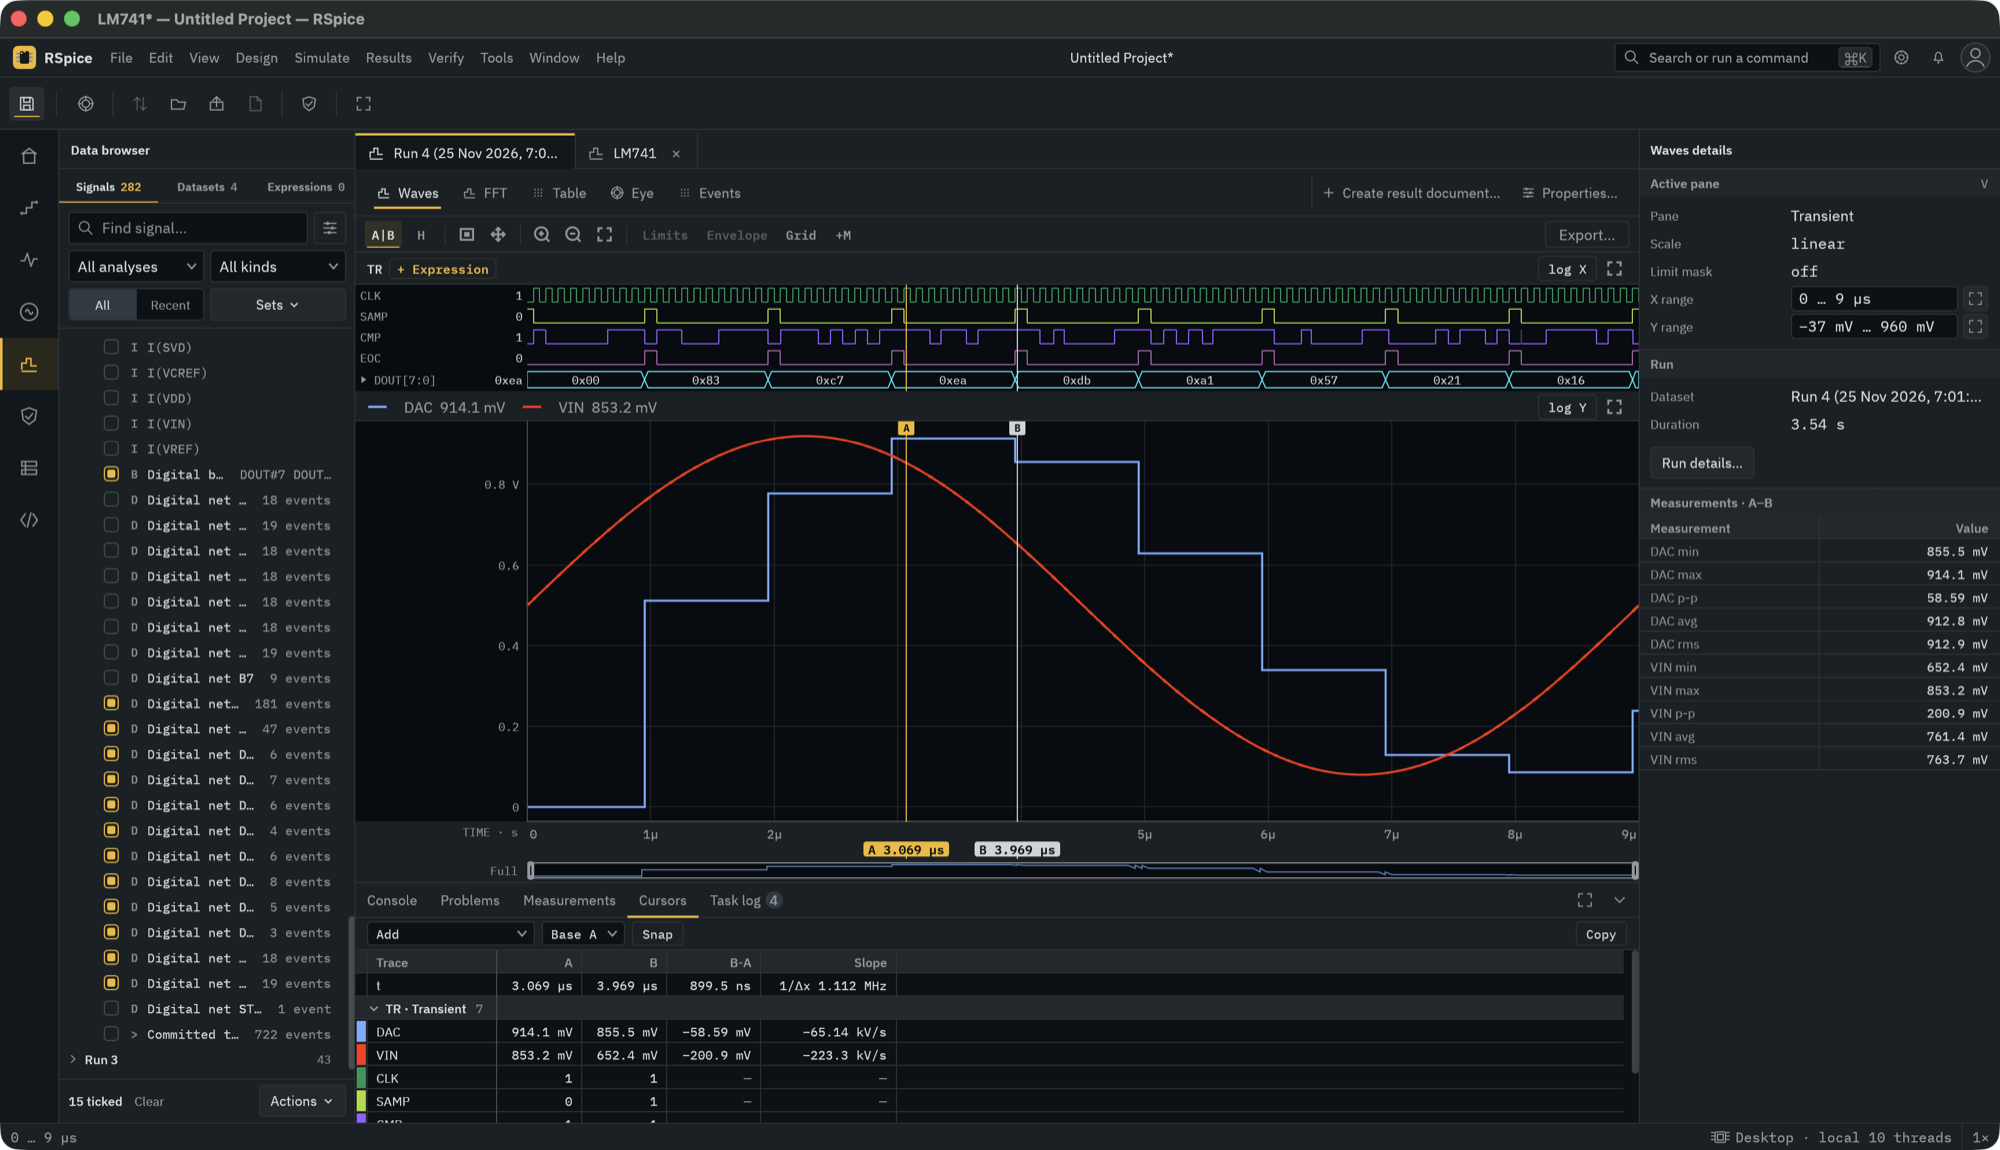 LM741* — Untitled Project — RSpice
RSpice File Edit View Design Simulate Results Verify Tools Window Help
Untitled Project*
Search or run a command ⌘K
Data browser
Signals 282 Datasets 4 Expressions 0
Find signal...
All analyses All kinds
All Recent Sets
I I(SVD)
I I(VCREF)
I I(VDD)
I I(VIN)
I I(VREF)
B Digital b… DOUT#7 DOUT…
D Digital net … 18 events
D Digital net … 19 events
D Digital net … 18 events
D Digital net … 18 events
D Digital net … 18 events
D Digital net … 18 events
D Digital net … 19 events
D Digital net B7 9 events
D Digital net… 181 events
D Digital net … 47 events
D Digital net D… 6 events
D Digital net D… 7 events
D Digital net D… 6 events
D Digital net D… 4 events
D Digital net D… 6 events
D Digital net D… 8 events
D Digital net D… 5 events
D Digital net D… 3 events
D Digital net … 18 events
D Digital net … 19 events
D Digital net ST… 1 event
> Committed t… 722 events
Run 3 43
15 ticked Clear Actions
Run 4 (25 Nov 2026, 7:0… LM741 ×
Waves FFT Table Eye Events
+ Create result document... Properties...
A|B H Limits Envelope Grid +M Export...
TR + Expression log X
CLK 1
SAMP 0
CMP 1
EOC 0
DOUT[7:0] 0xea 0x00 0x83 0xc7 0xea 0xdb 0xa1 0x57 0x21 0x16
DAC 914.1 mV VIN 853.2 mV log Y
A B
0.8 V
0.6
0.4
0.2
0
TIME · s 0 1µ 2µ 5µ 6µ 7µ 8µ 9µ
A 3.069 µs B 3.969 µs
Full
Console Problems Measurements Cursors Task log 4
Add Base A Snap Copy
Trace A B B-A Slope
t 3.069 µs 3.969 µs 899.5 ns 1/Δx 1.112 MHz
TR · Transient 7
DAC 914.1 mV 855.5 mV −58.59 mV −65.14 kV/s
VIN 853.2 mV 652.4 mV −200.9 mV −223.3 kV/s
CLK 1 1 — —
SAMP 0 1 — —
Waves details
Active pane
Pane Transient
Scale linear
Limit mask off
X range 0 … 9 µs
Y range −37 mV … 960 mV
Run
Dataset Run 4 (25 Nov 2026, 7:01:…
Duration 3.54 s
Run details...
Measurements · A–B
Measurement Value
DAC min 855.5 mV
DAC max 914.1 mV
DAC p-p 58.59 mV
DAC avg 912.8 mV
DAC rms 912.9 mV
VIN min 652.4 mV
VIN max 853.2 mV
VIN p-p 200.9 mV
VIN avg 761.4 mV
VIN rms 763.7 mV
0 … 9 µs
Desktop · local 10 threads 1×